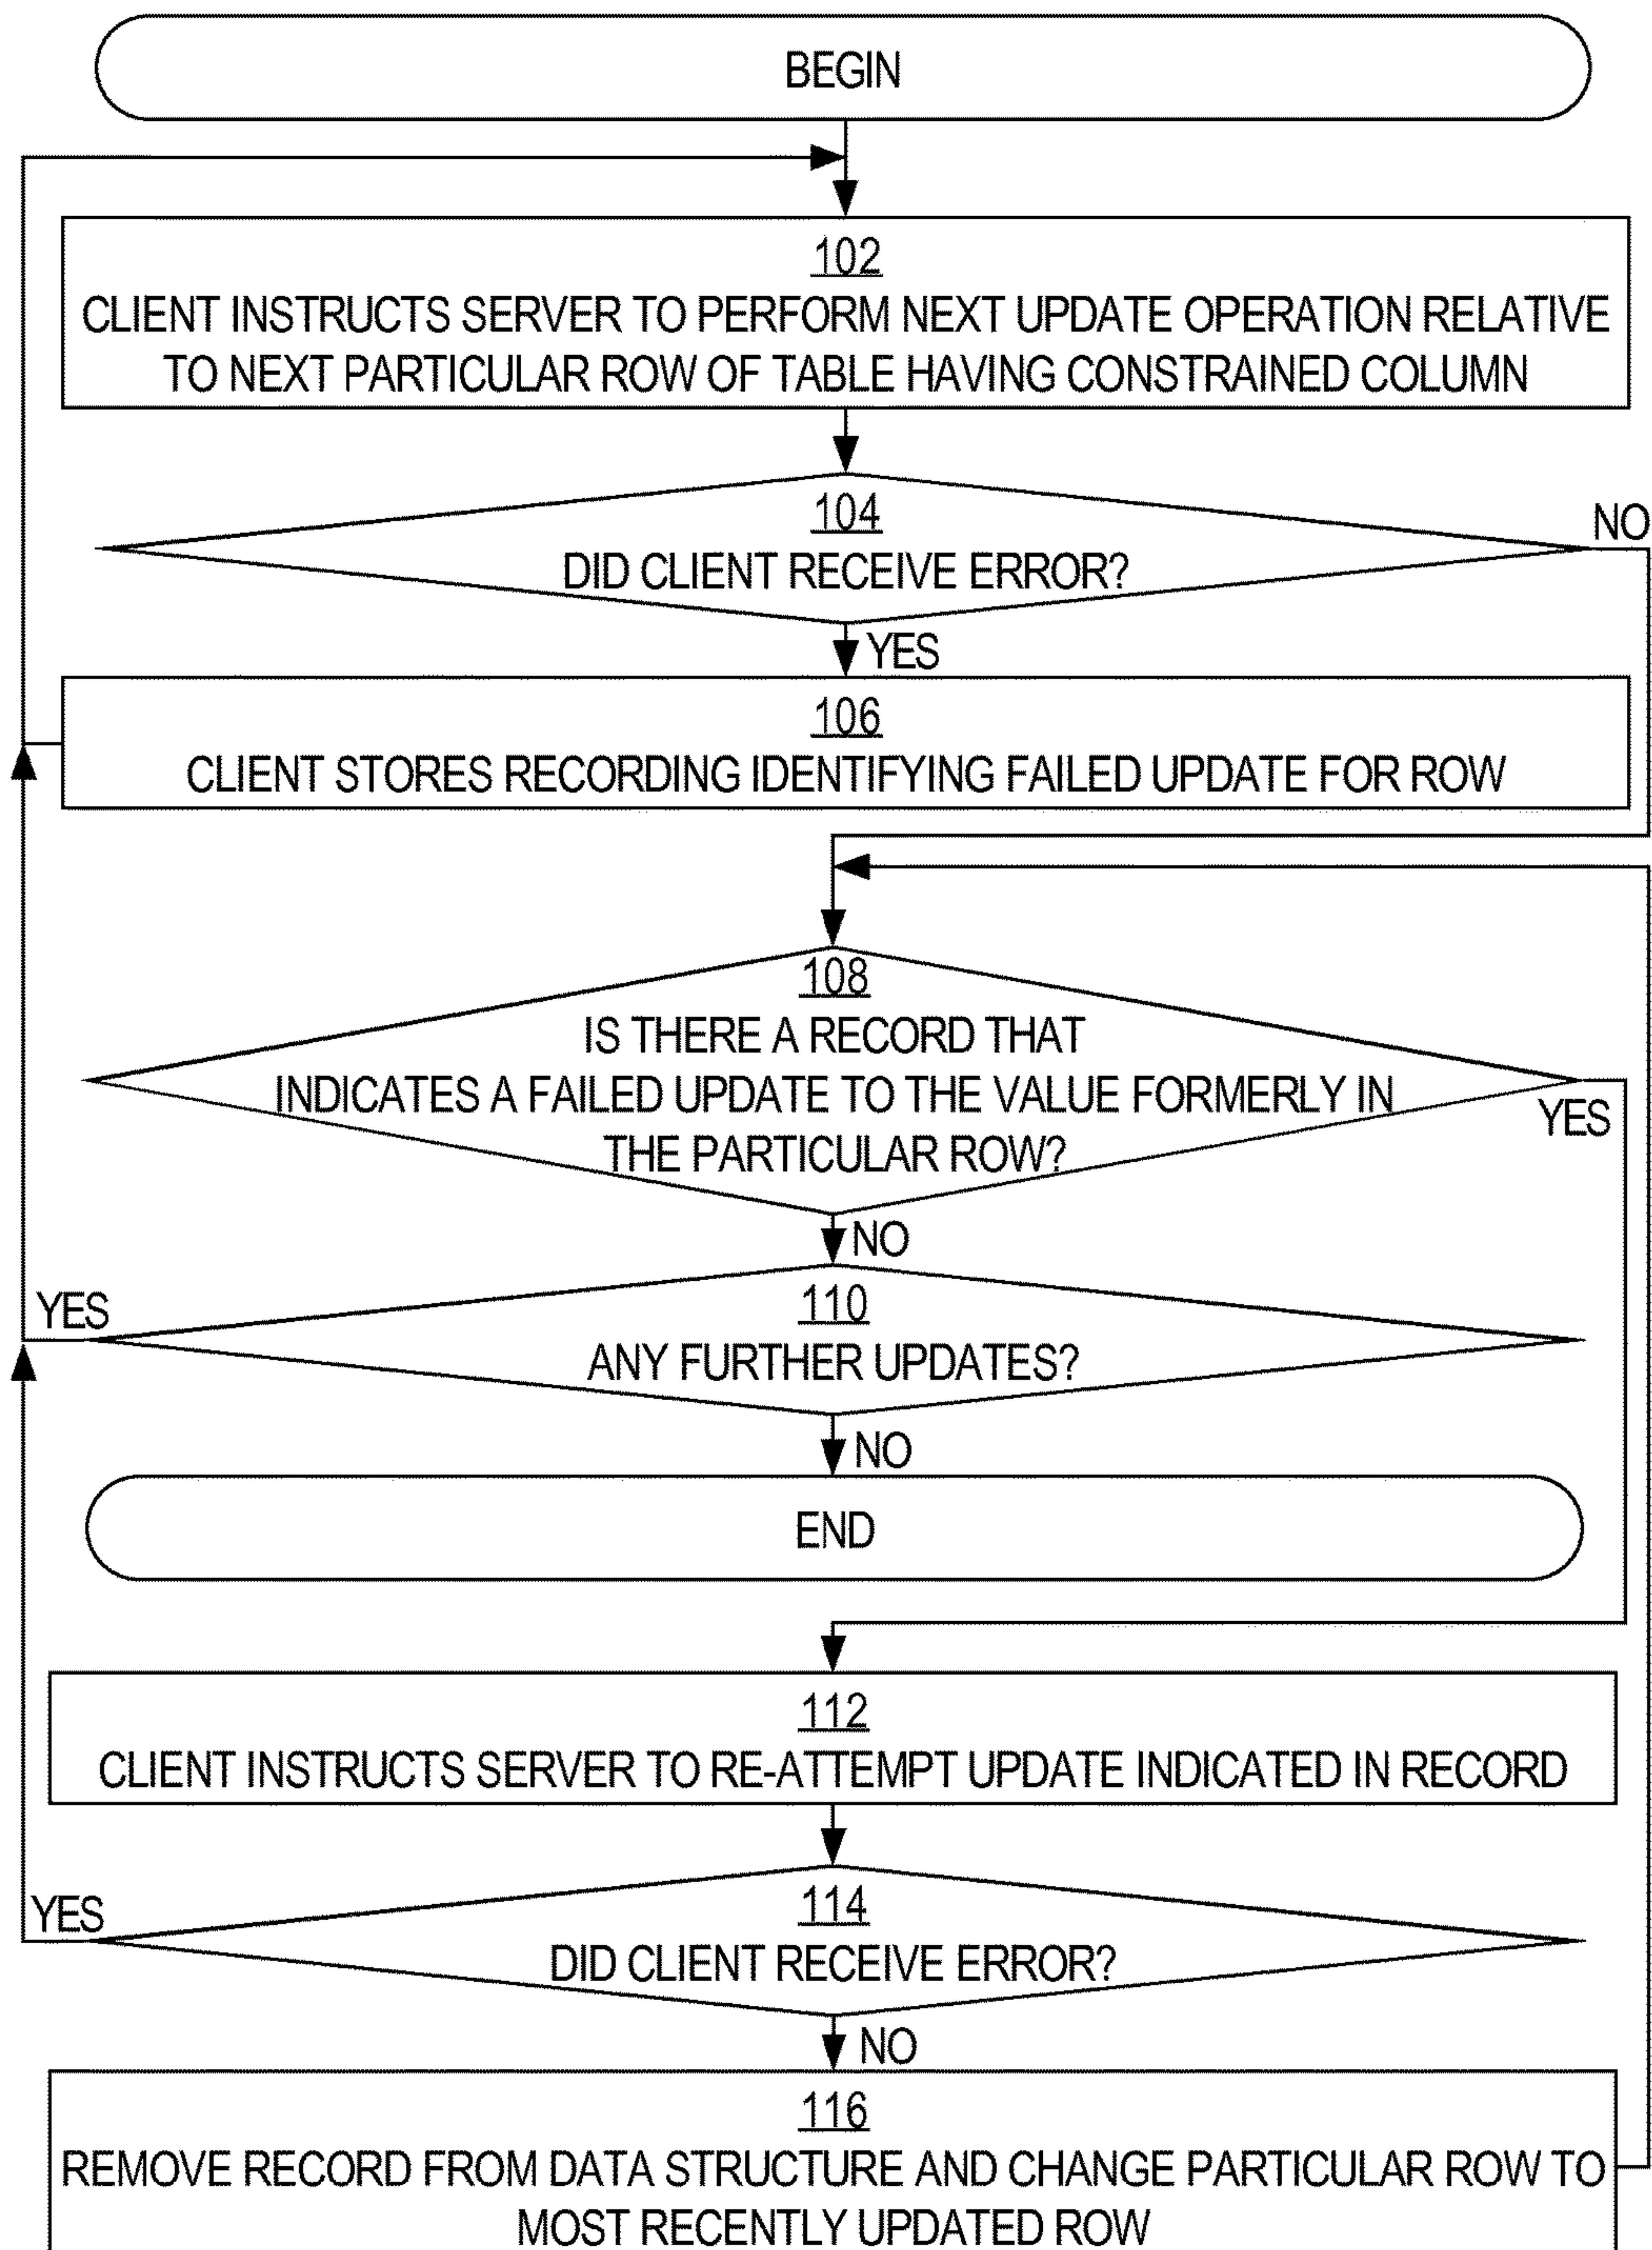 BEGIN
102
CLIENT INSTRUCTS SERVER TO PERFORM NEXT UPDATE OPERATION RELATIVE
TO NEXT PARTICULAR ROW OF TABLE HAVING CONSTRAINED COLUMN
104
DID CLIENT RECEIVE ERROR?
NO
YES
106
CLIENT STORES RECORDING IDENTIFYING FAILED UPDATE FOR ROW
108
IS THERE A RECORD THAT
INDICATES A FAILED UPDATE TO THE VALUE FORMERLY IN
THE PARTICULAR ROW?
YES
NO
110
ANY FURTHER UPDATES?
YES
NO
END
112
CLIENT INSTRUCTS SERVER TO RE-ATTEMPT UPDATE INDICATED IN RECORD
114
DID CLIENT RECEIVE ERROR?
YES
NO
116
REMOVE RECORD FROM DATA STRUCTURE AND CHANGE PARTICULAR ROW TO
MOST RECENTLY UPDATED ROW